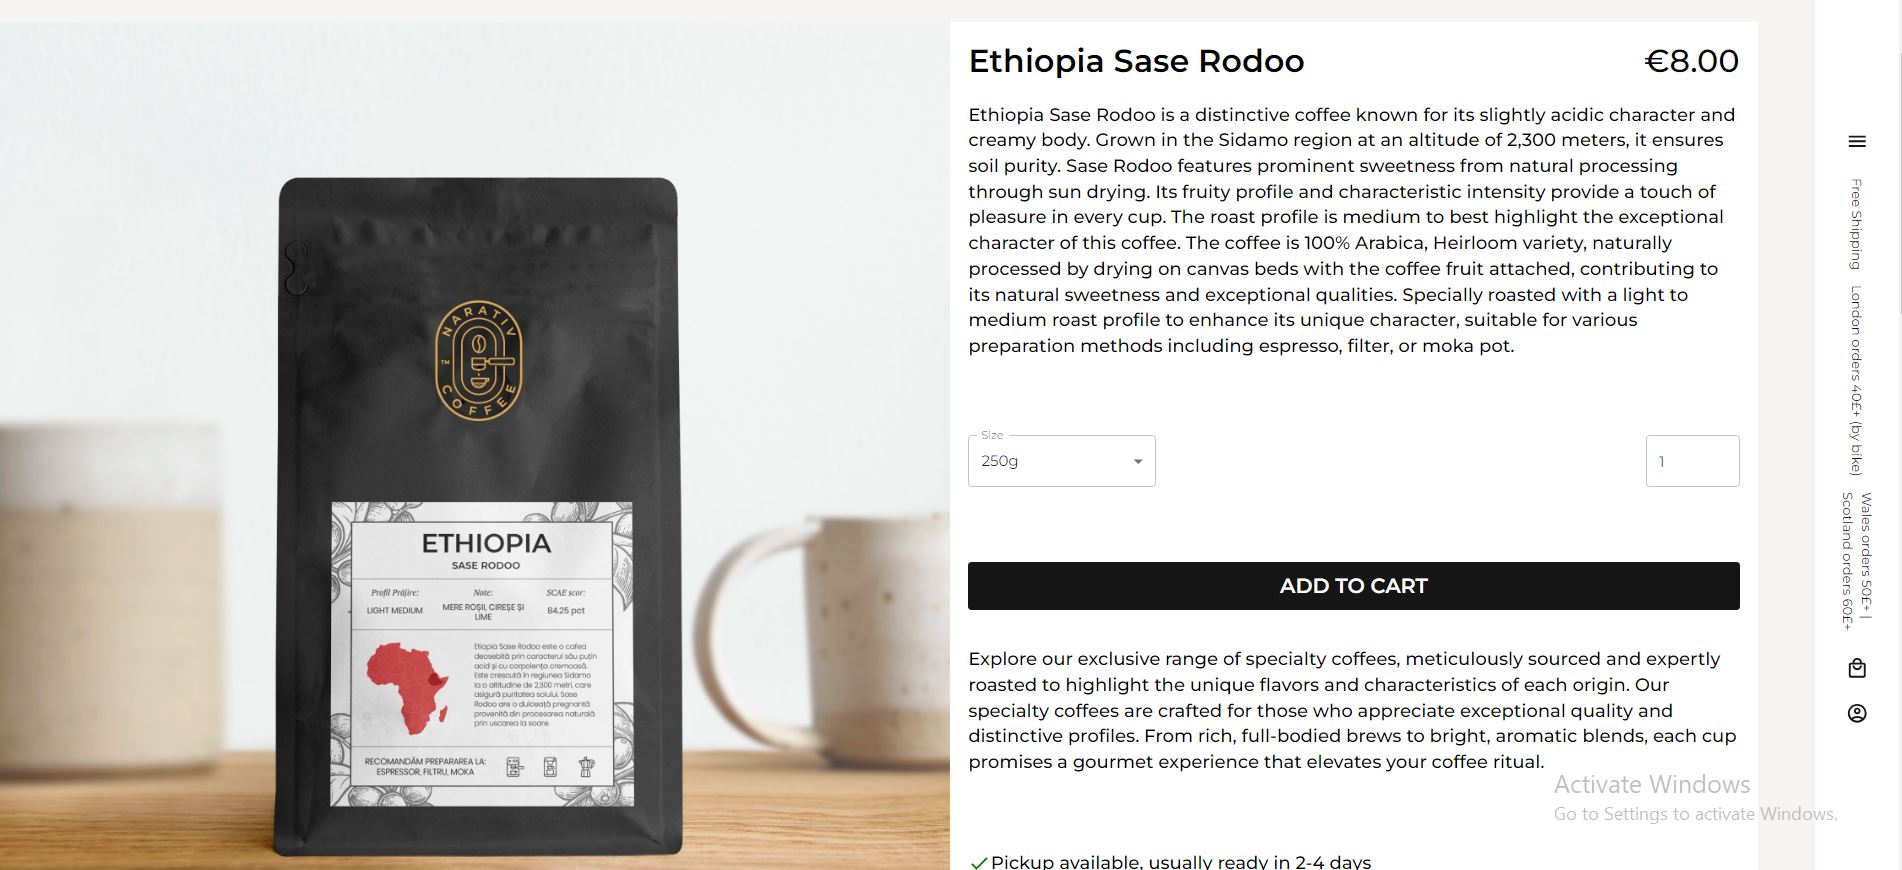 Ethiopia Sase Rodoo
€8.00
Ethiopia Sase Rodoo is a distinctive coffee known for its slightly acidic character and
creamy body. Grown in the Sidamo region at an altitude of 2,300 meters, it ensures
soil purity. Sase Rodoo features prominent sweetness from natural processing
through sun drying. Its fruity profile and characteristic intensity provide a touch of
pleasure in every cup. The roast profile is medium to best highlight the exceptional
character of this coffee. The coffee is 100% Arabica, Heirloom variety, naturally
processed by drying on canvas beds with the coffee fruit attached, contributing to
its natural sweetness and exceptional qualities. Specially roasted with a light to
medium roast profile to enhance its unique character, suitable for various
preparation methods including espresso, filter, or moka pot.
Size
250g
1
ADD TO CART
Explore our exclusive range of specialty coffees, meticulously sourced and expertly
roasted to highlight the unique flavors and characteristics of each origin. Our
specialty coffees are crafted for those who appreciate exceptional quality and
distinctive profiles. From rich, full-bodied brews to bright, aromatic blends, each cup
promises a gourmet experience that elevates your coffee ritual.
Activate Windows
Go to Settings to activate Windows.
Pickup available, usually ready in 2-4 days
NARATIV
TM
COFFEE
ETHIOPIA
SASE RODOO
Profil Prăjire:
LIGHT MEDIUM
Note:
MERE ROȘII, CIREȘE ȘI
LIME
SCAE scor:
84.25 pct
Etiopia Sase Rodoo este o cafea
deosebită prin caracterul său puțin
acid și cu corpolența cremoasă.
Este crescută în regiunea Sidamo
la o altitudine de 2,300 metri, care
asigură puritatea solului. Sase
Rodoo are o dulceață pregnantă
provenită din procesarea naturală
prin uscarea la soare.
RECOMANDĂM PREPARAREA LA:
ESPRESSOR, FILTRU, MOKA
Free Shipping
London orders 40£+ (by bike)
Wales orders 50£+ |
Scotland orders 60£+